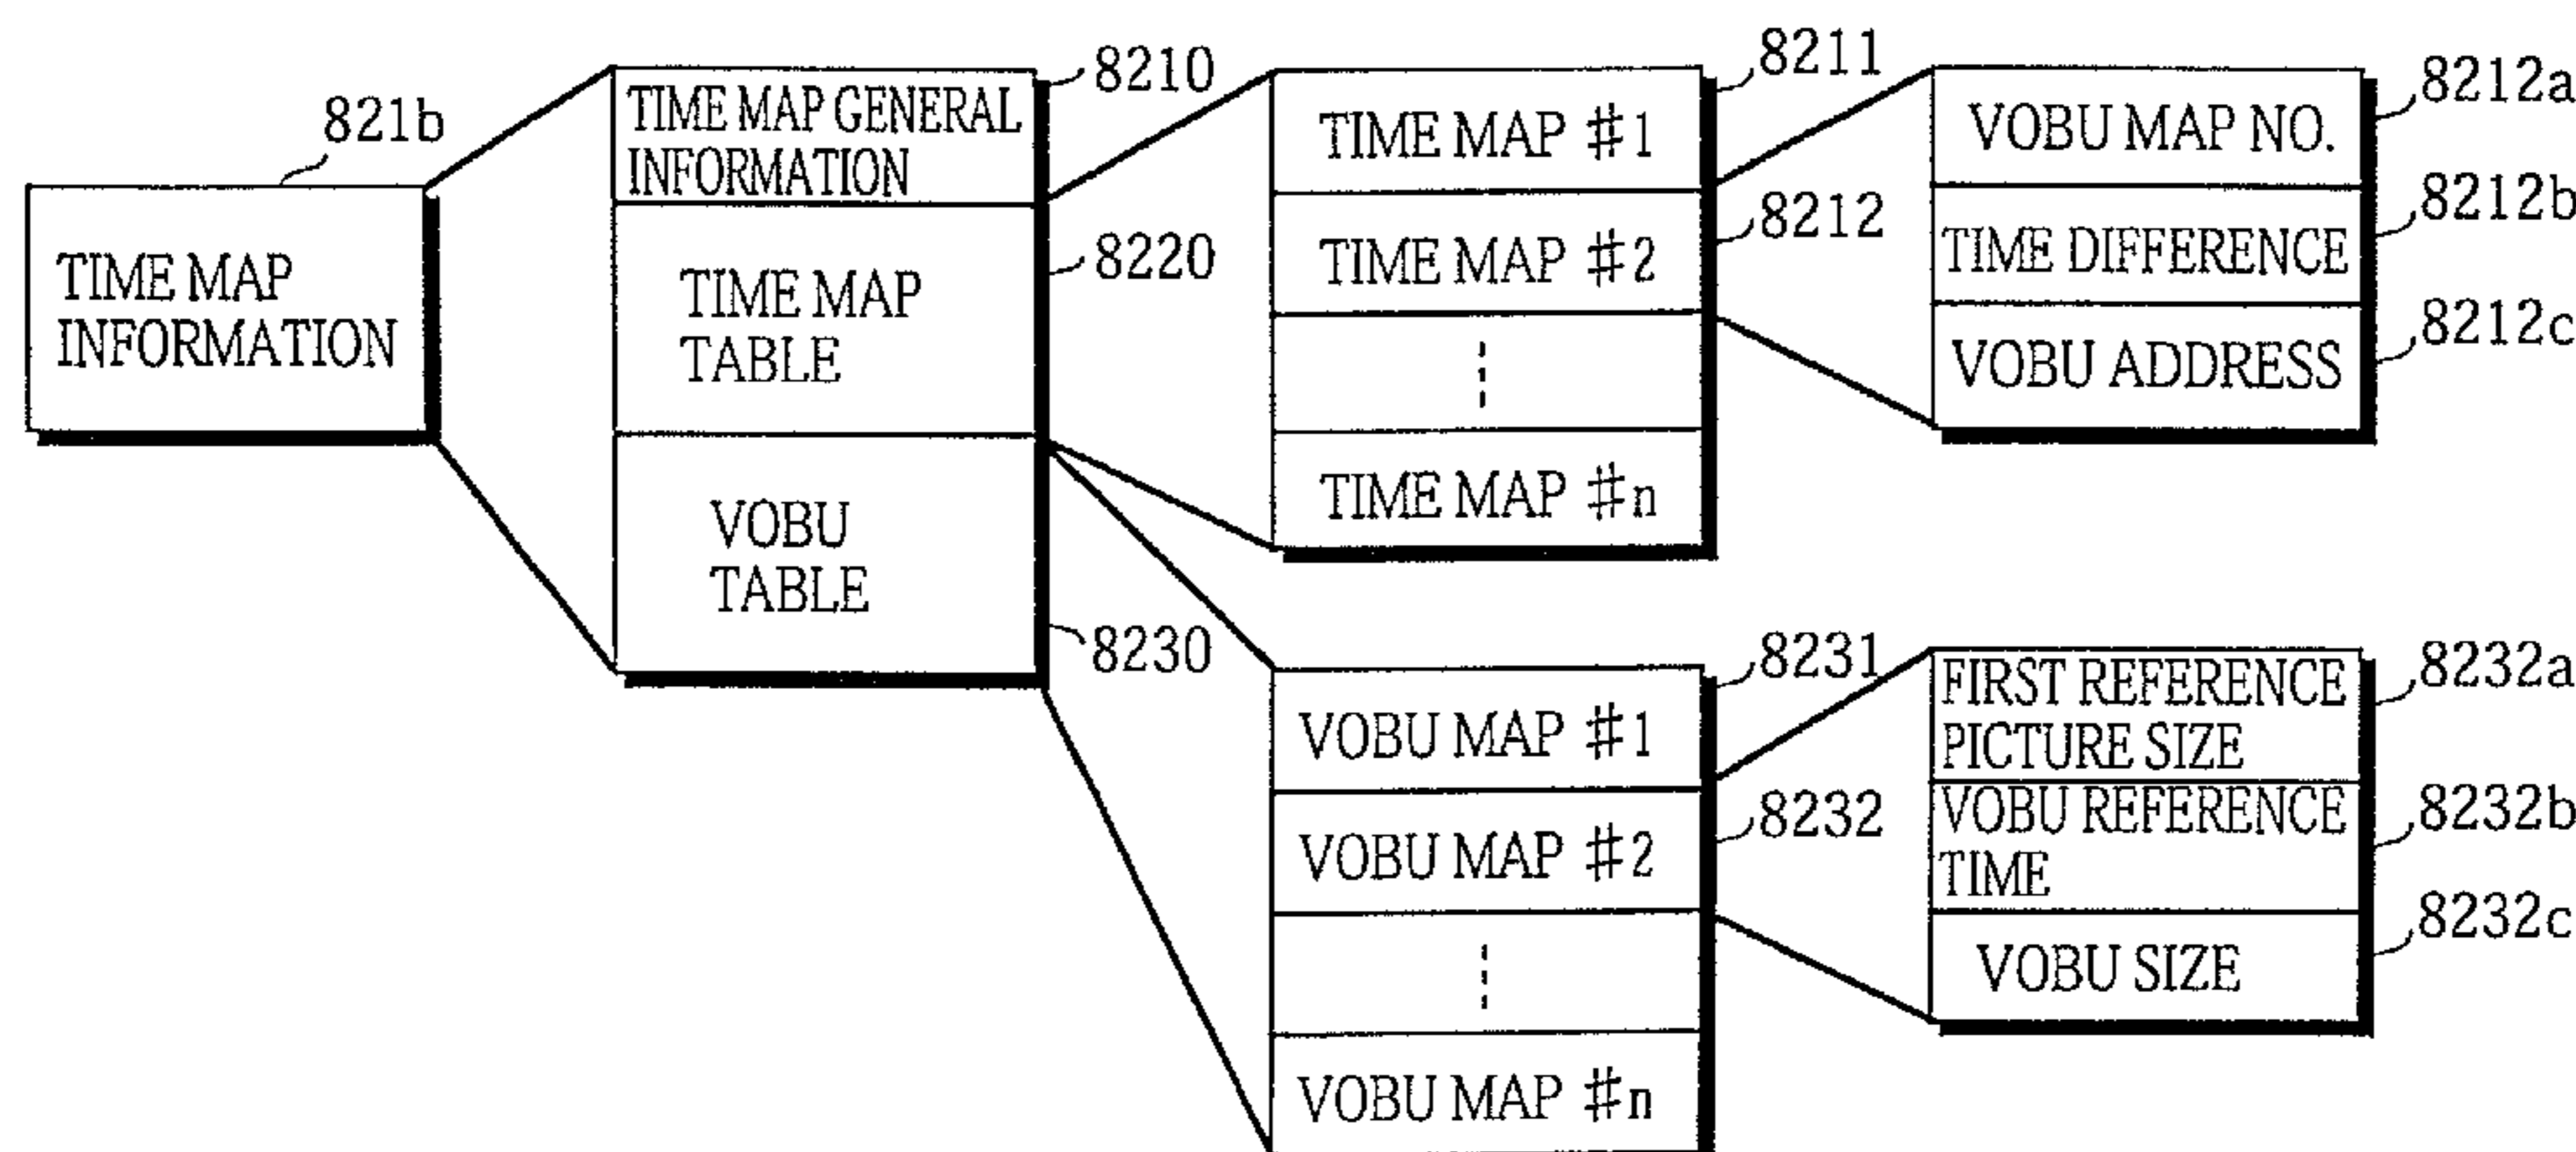 821b
TIME MAP
INFORMATION
8210
TIME MAP GENERAL
INFORMATION
8220
TIME MAP
TABLE
VOBU
TABLE
8230
8211
TIME MAP #1
8212
TIME MAP #2
TIME MAP #n
8212a
VOBU MAP NO.
8212b
TIME DIFFERENCE
8212c
VOBU ADDRESS
8231
VOBU MAP #1
8232
VOBU MAP #2
VOBU MAP #n
8232a
FIRST REFERENCE
PICTURE SIZE
8232b
VOBU REFERENCE
TIME
8232c
VOBU SIZE